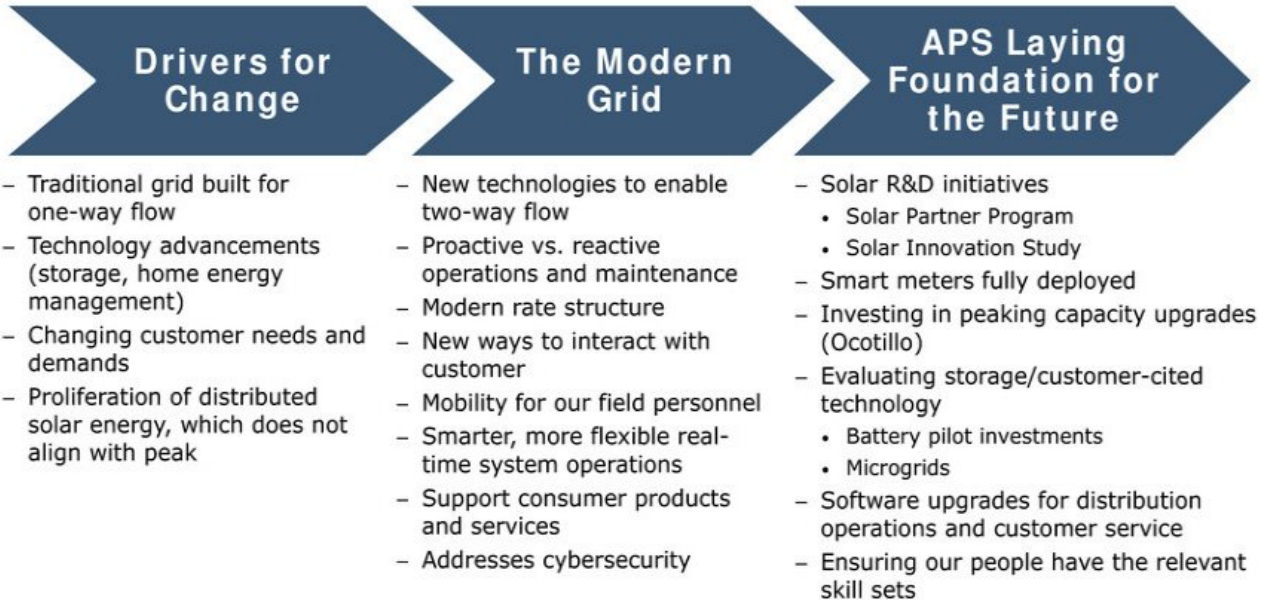 Drivers for
Change
– Traditional grid built for
one-way flow
– Technology advancements
(storage, home energy
management)
– Changing customer needs and
demands
– Proliferation of distributed
solar energy, which does not
align with peak
The Modern
Grid
– New technologies to enable
two-way flow
– Proactive vs. reactive
operations and maintenance
– Modern rate structure
– New ways to interact with
customer
– Mobility for our field personnel
– Smarter, more flexible real-
time system operations
– Support consumer products
and services
– Addresses cybersecurity
APS Laying
Foundation for
the Future
– Solar R&D initiatives
• Solar Partner Program
• Solar Innovation Study
– Smart meters fully deployed
– Investing in peaking capacity upgrades
(Ocotillo)
– Evaluating storage/customer-cited
technology
• Battery pilot investments
• Microgrids
– Software upgrades for distribution
operations and customer service
– Ensuring our people have the relevant
skill sets